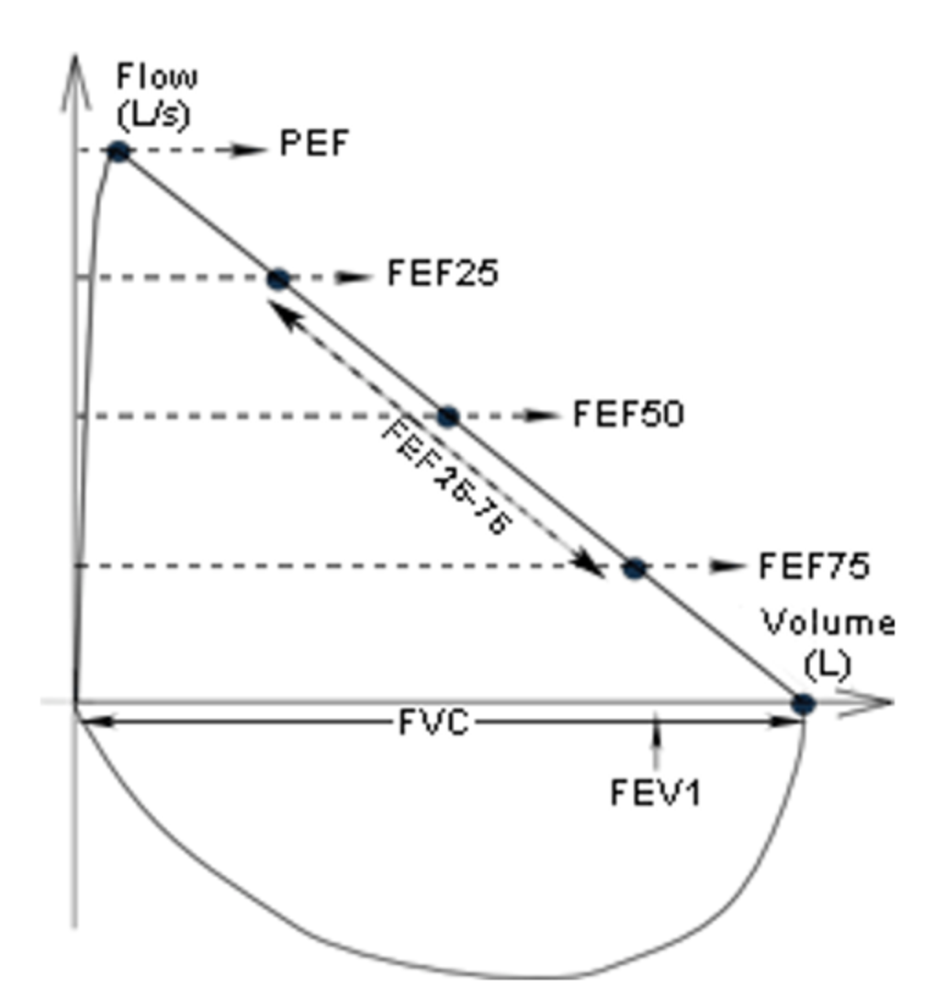 Flow
(L/s)
PEF
FEF25
FEF50
FEF25-75
FEF75
Volume
(L)
FVC
FEV1